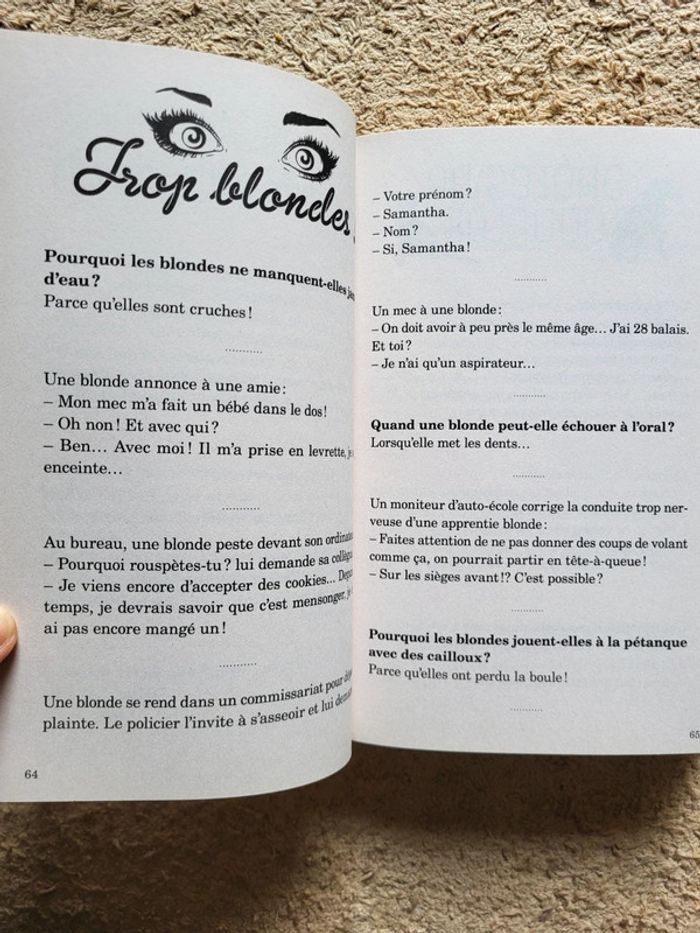 Trop blondes
Pourquoi les blondes ne manquent-elles
d'eau ?
Parce qu'elles sont cruches !
............
Une blonde annonce à une amie :
– Mon mec m'a fait un bébé dans le dos !
– Oh non ! Et avec qui ?
– Ben... Avec moi ! Il m'a prise en levrette,
enceinte...
............
Au bureau, une blonde peste devant son
– Pourquoi rouspètes-tu ? lui demande sa
– Je viens encore d'accepter des cookies...
temps, je devrais savoir que c'est mensonger,
ai pas encore mangé un !
............
Une blonde se rend dans un commissariat pour
plainte. Le policier l'invite à s'asseoir et lui
64
– Votre prénom ?
– Samantha.
– Nom ?
– Si, Samantha !
............
Un mec à une blonde :
– On doit avoir à peu près le même âge... J'ai 28 balais.
Et toi ?
– Je n'ai qu'un aspirateur...
............
Quand une blonde peut-elle échouer à l'oral ?
Lorsqu'elle met les dents...
............
Un moniteur d'auto-école corrige la conduite trop ner-
veuse d'une apprentie blonde :
– Faites attention de ne pas donner des coups de volant
comme ça, on pourrait partir en tête-à-queue !
– Sur les sièges avant !? C'est possible ?
............
Pourquoi les blondes jouent-elles à la pétanque
avec des cailloux ?
Parce qu'elles ont perdu la boule !
............
65